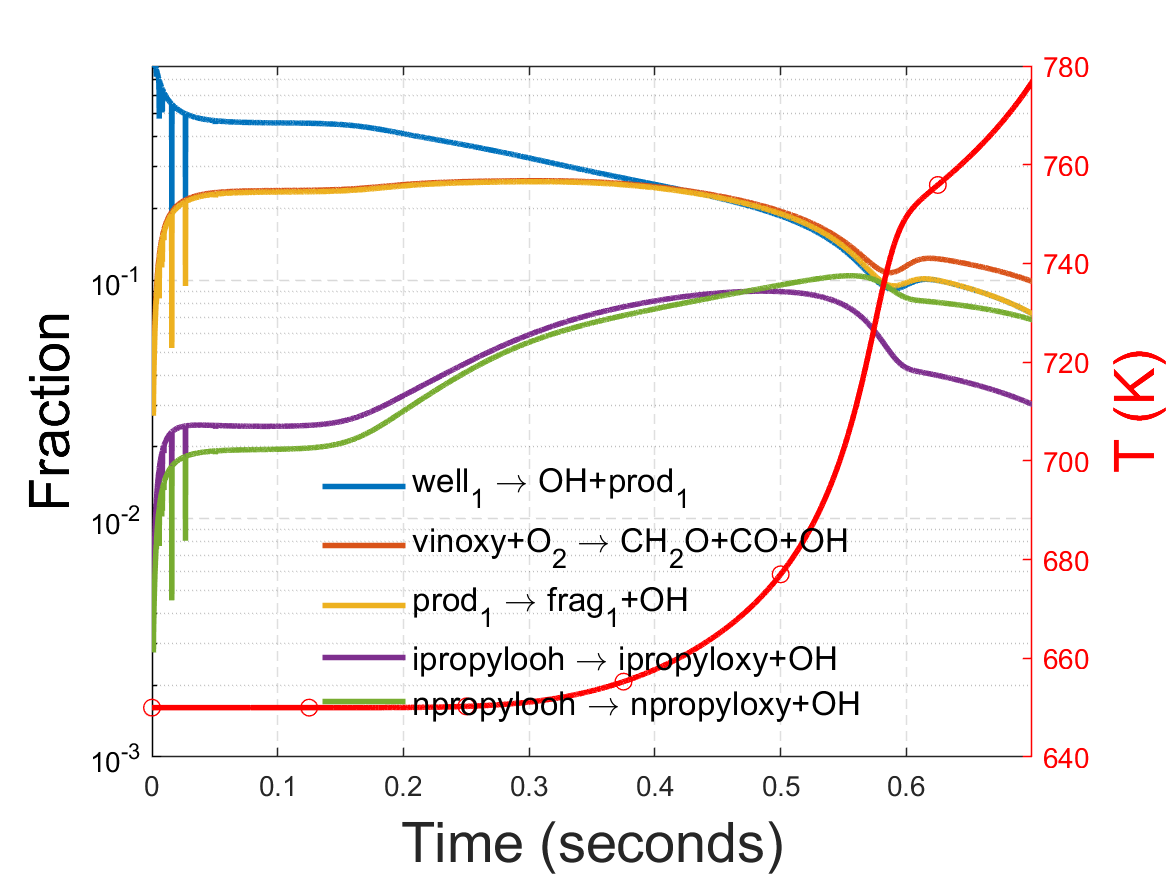 780
760
740
720
700
680
660
640
T (K)
Fraction
10-1
10-2
10-3
well1 → OH+prod1
vinoxy+O2 → CH2O+CO+OH
prod1 → frag1+OH
ipropylooh → ipropyloxy+OH
npropylooh → npropyloxy+OH
0 0.1 0.2 0.3 0.4 0.5 0.6
Time (seconds)